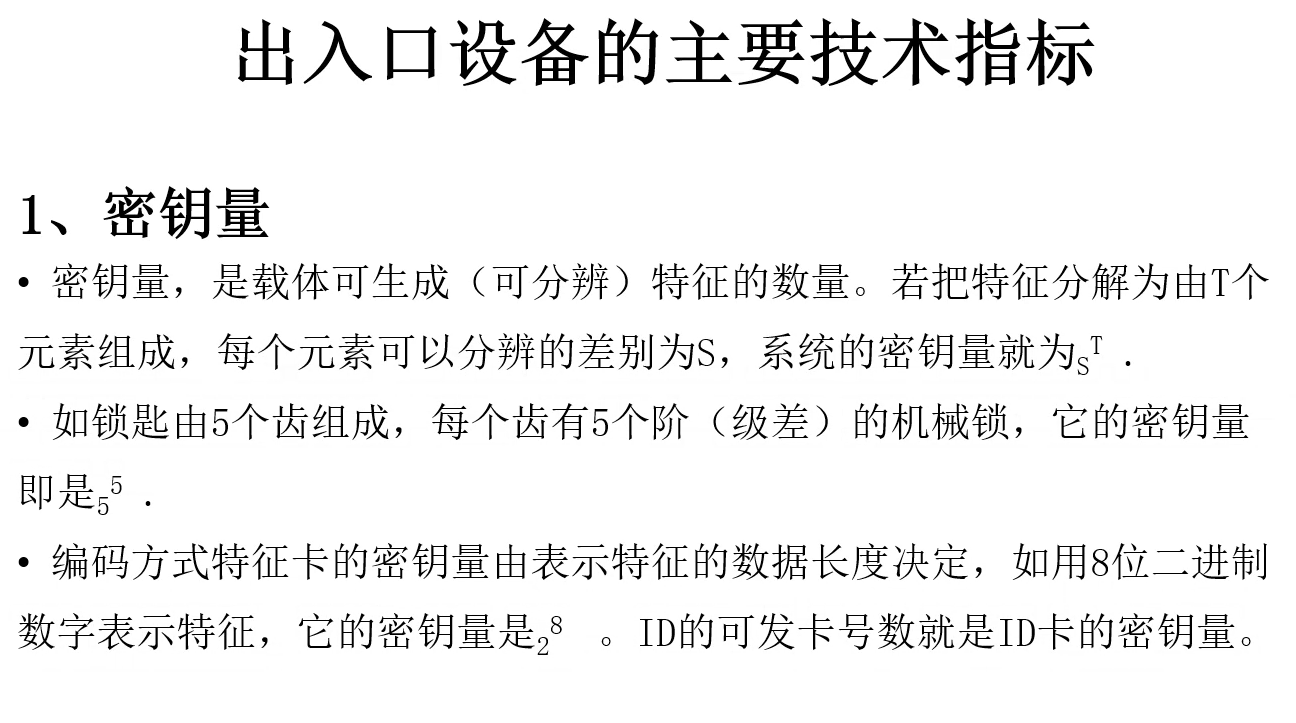 出入口设备的主要技术指标
1、密钥量
• 密钥量，是载体可生成（可分辨）特征的数量。若把特征分解为由T个
元素组成，每个元素可以分辨的差别为S，系统的密钥量就为S^T .
• 如锁匙由5个齿组成，每个齿有5个阶（级差）的机械锁，它的密钥量
即是5^5 .
• 编码方式特征卡的密钥量由表示特征的数据长度决定，如用8位二进制
数字表示特征，它的密钥量是2^8 。ID的可发卡号数就是ID卡的密钥量。